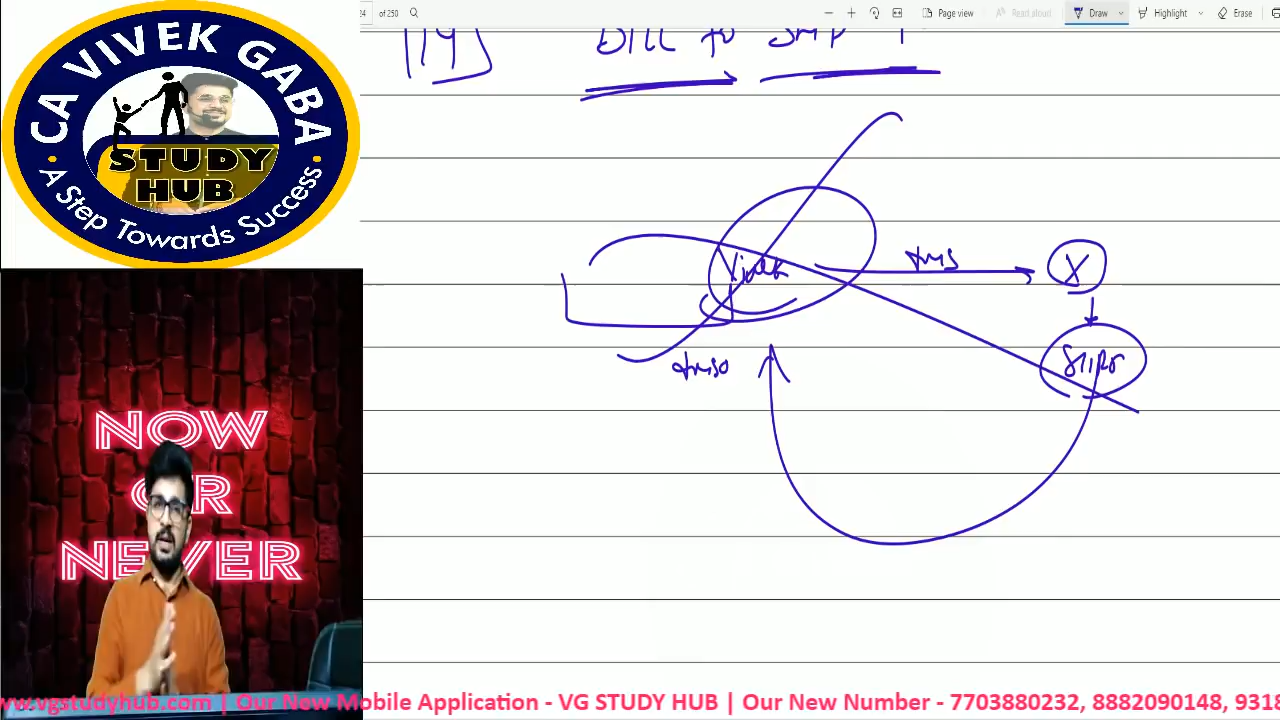 CA VIVEK GABA
STUDY
HUB
A Step Towards Success
24 of 250
Page view
Read aloud
Draw
Highlight
Erase
BILL to Ship
Vivek
X
NOW
OR
NEVER
www.vgstudyhub.com | Our New Mobile Application - VG STUDY HUB | Our New Number - 7703880232, 8882090148, 9318